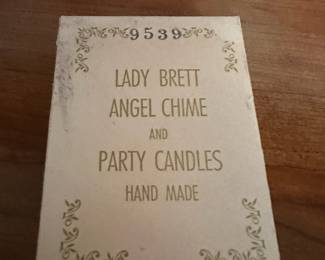 9539
LADY BRETT
ANGEL CHIME
AND
PARTY CANDLES
HAND MADE